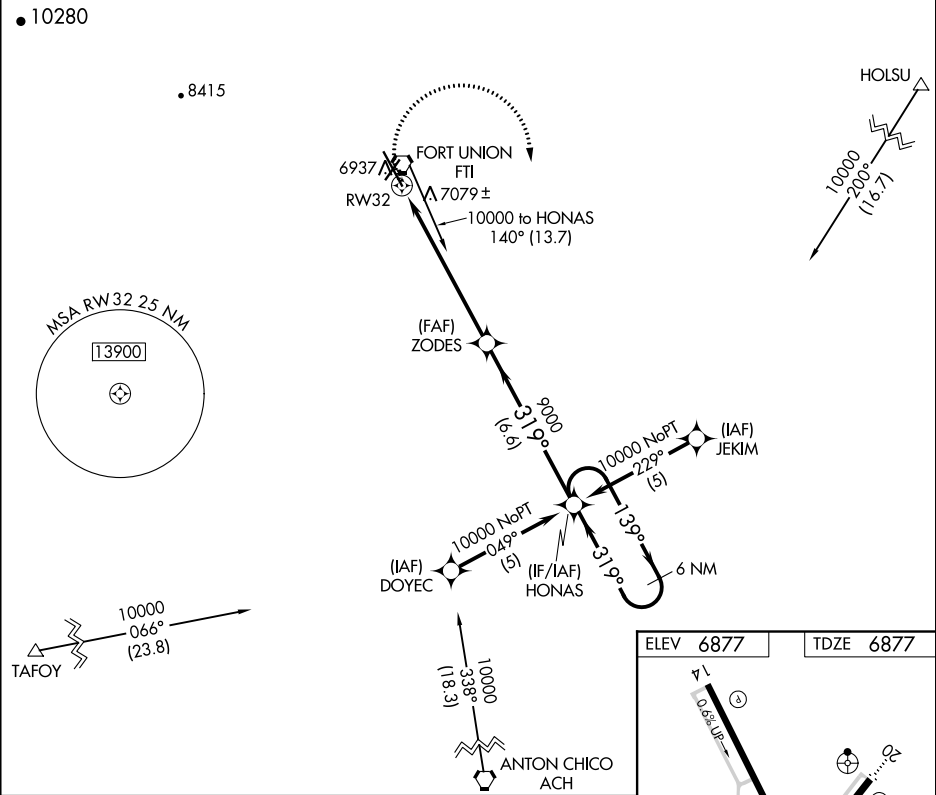 10280
8415
HOLSU
10000
200°
(16.7)
FORT UNION
FTI
6937
7079 ±
RW32
10000 to HONAS
140° (13.7)
MSA RW32 25 NM
13900
(FAF)
ZODES
9000
319°
(6.6)
10000 NoPT
229°
(5)
(IAF)
JEKIM
10000 NoPT
049°
(5)
139°
319°
6 NM
(IAF)
DOYEC
(IF/IAF)
HONAS
10000
066°
(23.8)
TAFOY
10000
338°
(18.3)
ANTON CHICO
ACH
ELEV 6877
TDZE 6877
14
0.6% UP
P
20